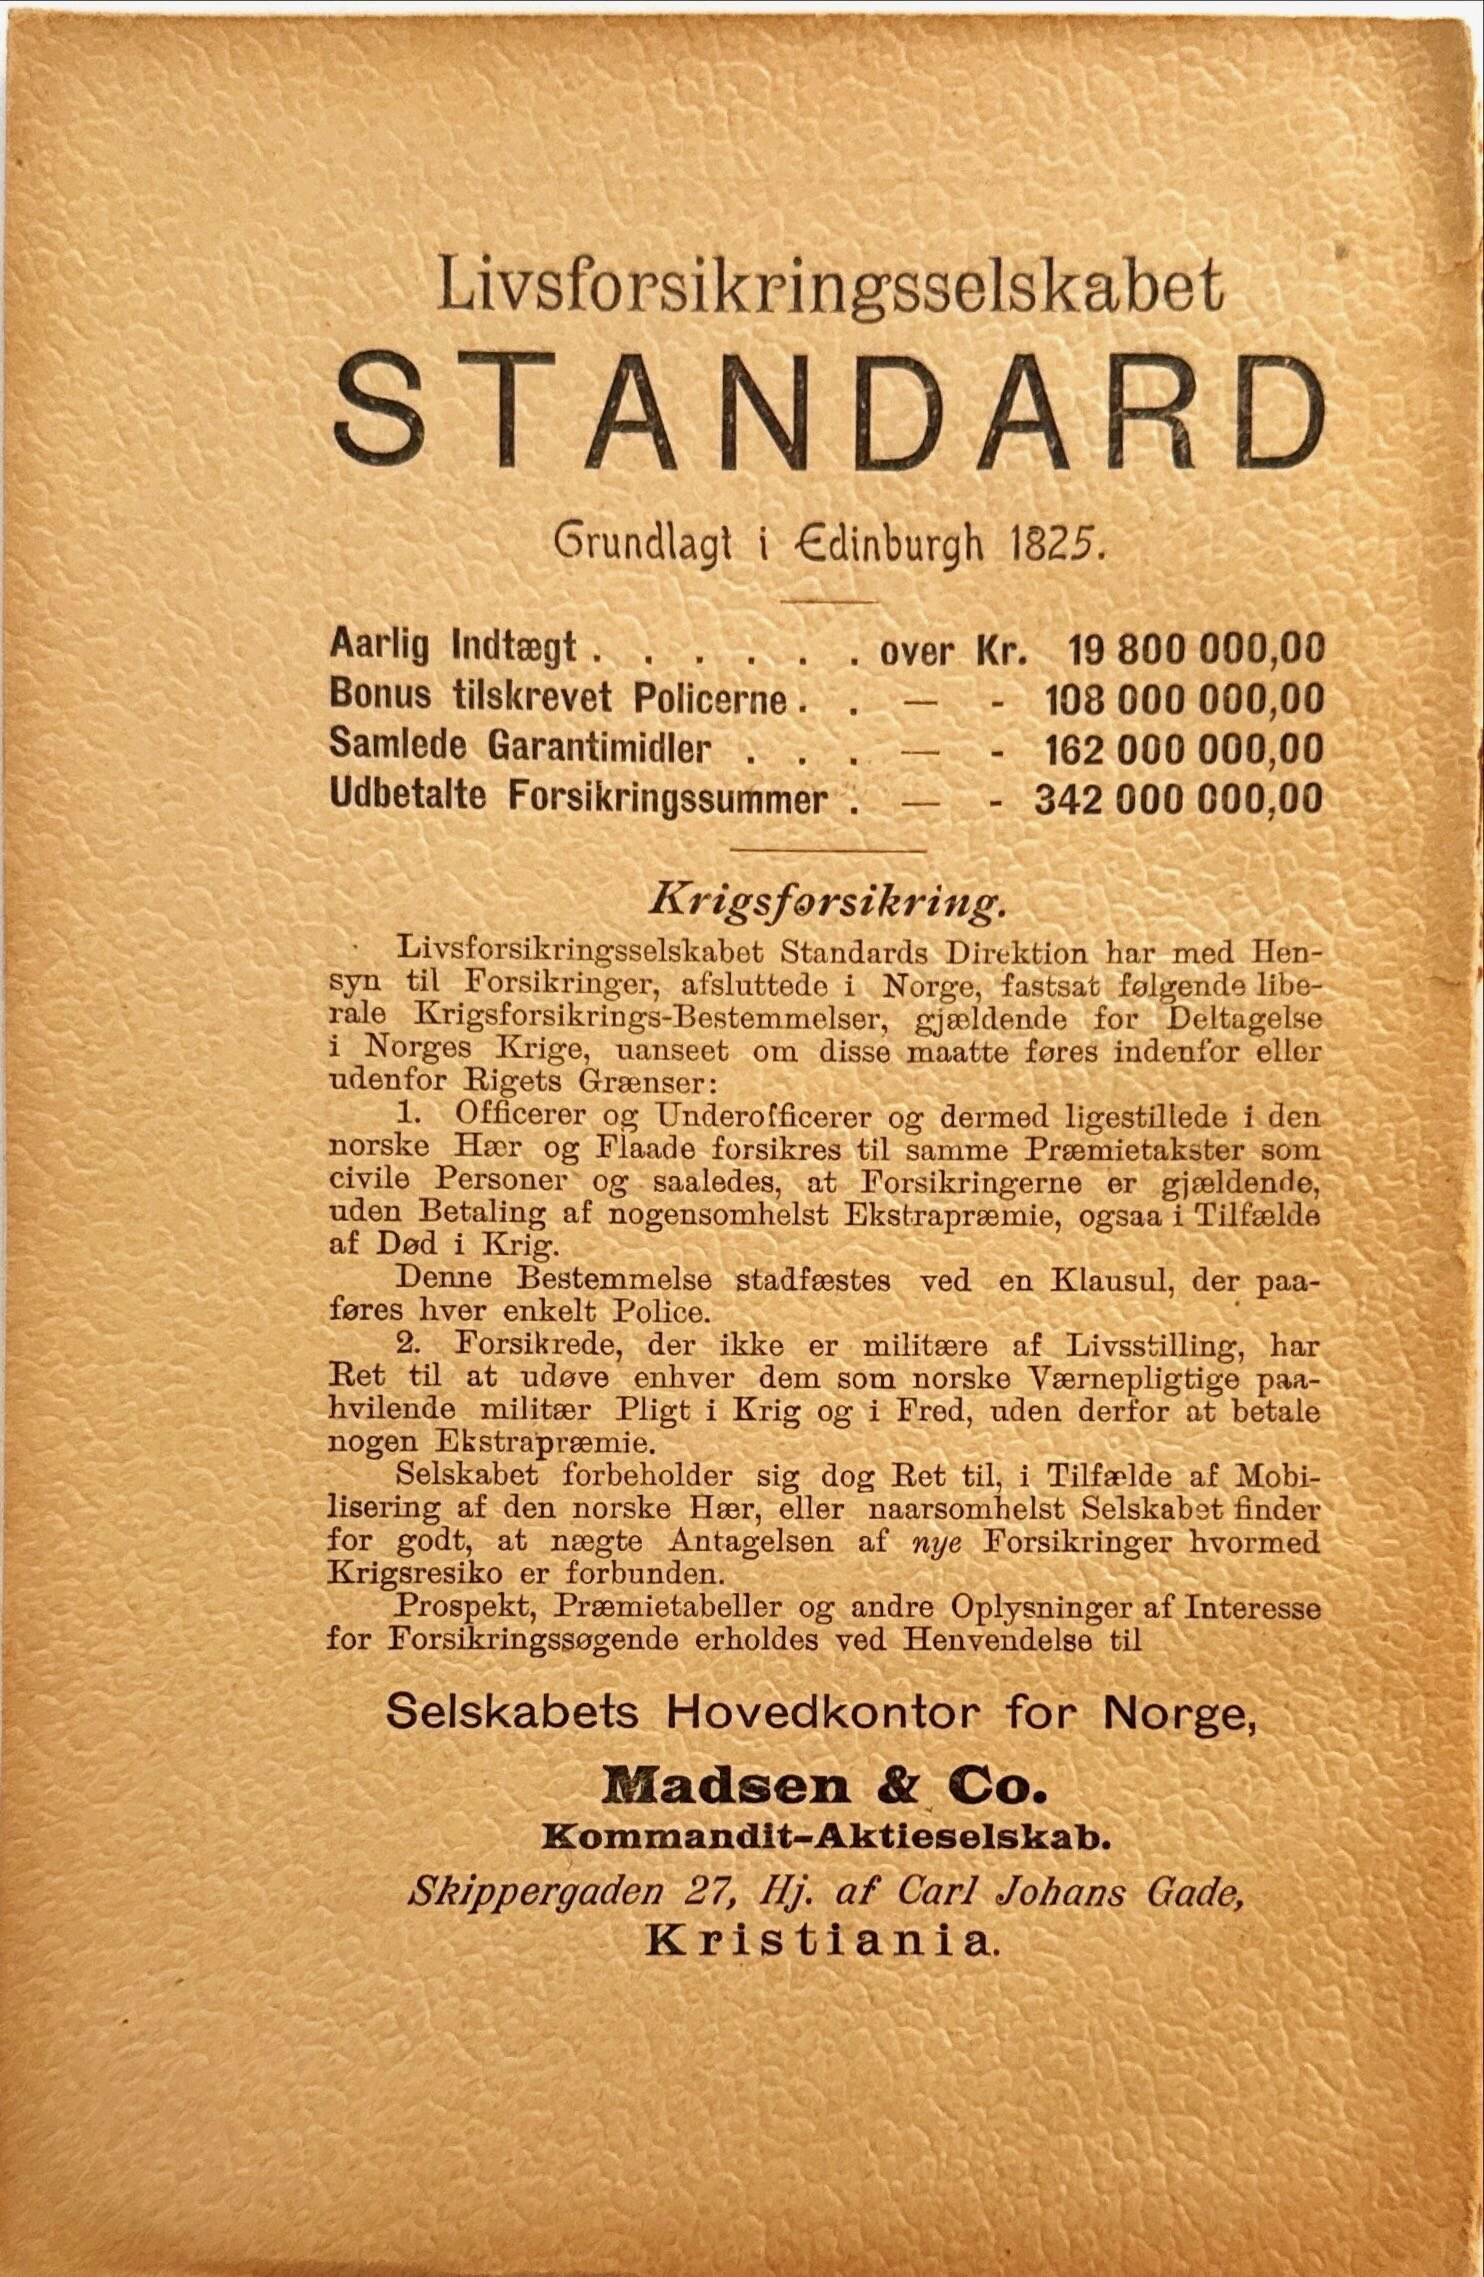 Livsforsikringsselskabet
STANDARD
Grundlagt i Edinburgh 1825.
Aarlig Indtægt . . . . . . over Kr. 19 800 000,00
Bonus tilskrevet Policerne . . — - 108 000 000,00
Samlede Garantimidler . . . — - 162 000 000,00
Udbetalte Forsikringssummer . — - 342 000 000,00
Krigsforsikring.
Livsforsikringsselskabet Standards Direktion har med Hen-
syn til Forsikringer, afsluttede i Norge, fastsat følgende libe-
rale Krigsforsikrings-Bestemmelser, gjældende for Deltagelse
i Norges Krige, uanseet om disse maatte føres indenfor eller
udenfor Rigets Grænser:
1. Officerer og Underofficerer og dermed ligestillede i den
norske Hær og Flaade forsikres til samme Præmietakster som
civile Personer og saaledes, at Forsikringerne er gjældende,
uden Betaling af nogensomhelst Ekstrapræmie, ogsaa i Tilfælde
af Død i Krig.
Denne Bestemmelse stadfæstes ved en Klausul, der paa-
føres hver enkelt Police.
2. Forsikrede, der ikke er militære af Livsstilling, har
Ret til at udøve enhver dem som norske Værnepligtige paa-
hvilende militær Pligt i Krig og i Fred, uden derfor at betale
nogen Ekstrapræmie.
Selskabet forbeholder sig dog Ret til, i Tilfælde af Mobi-
lisering af den norske Hær, eller naarsomhelst Selskabet finder
for godt, at nægte Antagelsen af nye Forsikringer hvormed
Krigsresiko er forbunden.
Prospekt, Præmietabeller og andre Oplysninger af Interesse
for Forsikringssøgende erholdes ved Henvendelse til
Selskabets Hovedkontor for Norge,
Madsen & Co.
Kommandit-Aktieselskab.
Skippergaden 27, Hj. af Carl Johans Gade,
Kristiania.